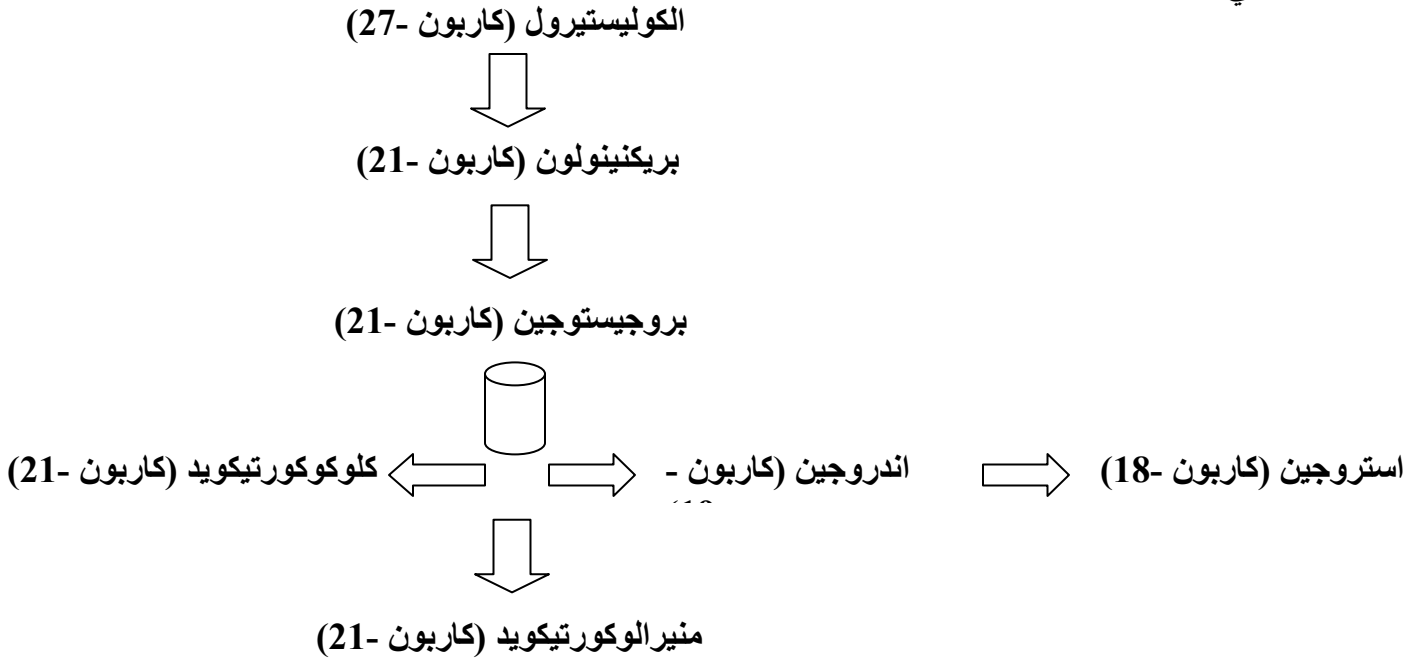 الكوليستيرول (كاربون -27)
بريكنينولون (كاربون -21)
بروجيستوجين (كاربون -21)
كلوكوكورتيكويد (كاربون -21)
اندروجين (كاربون -
استروجين (كاربون -18)
منيرالوكورتيكويد (كاربون -21)